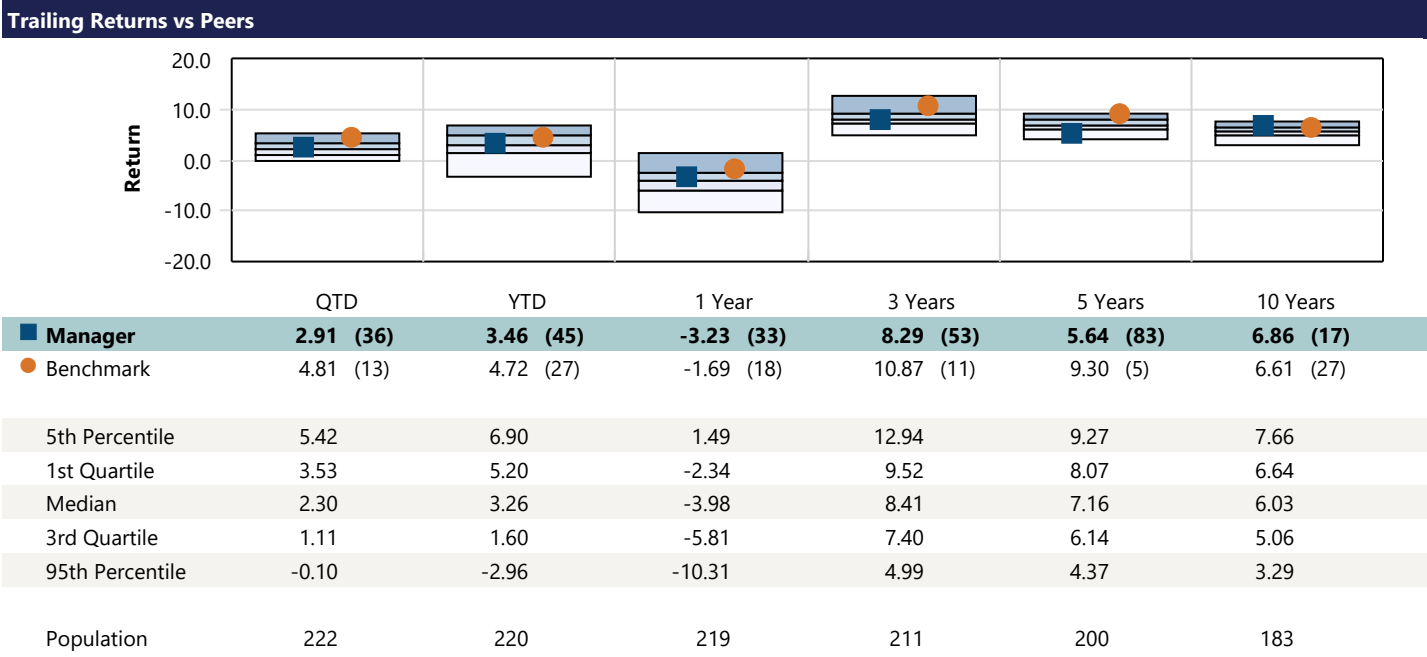 Trailing Returns vs Peers
20.0
10.0
0.0
-10.0
-20.0
Return
QTD YTD 1 Year 3 Years 5 Years 10 Years
Manager 2.91 (36) 3.46 (45) -3.23 (33) 8.29 (53) 5.64 (83) 6.86 (17)
Benchmark 4.81 (13) 4.72 (27) -1.69 (18) 10.87 (11) 9.30 (5) 6.61 (27)
5th Percentile 5.42 6.90 1.49 12.94 9.27 7.66
1st Quartile 3.53 5.20 -2.34 9.52 8.07 6.64
Median 2.30 3.26 -3.98 8.41 7.16 6.03
3rd Quartile 1.11 1.60 -5.81 7.40 6.14 5.06
95th Percentile -0.10 -2.96 -10.31 4.99 4.37 3.29
Population 222 220 219 211 200 183